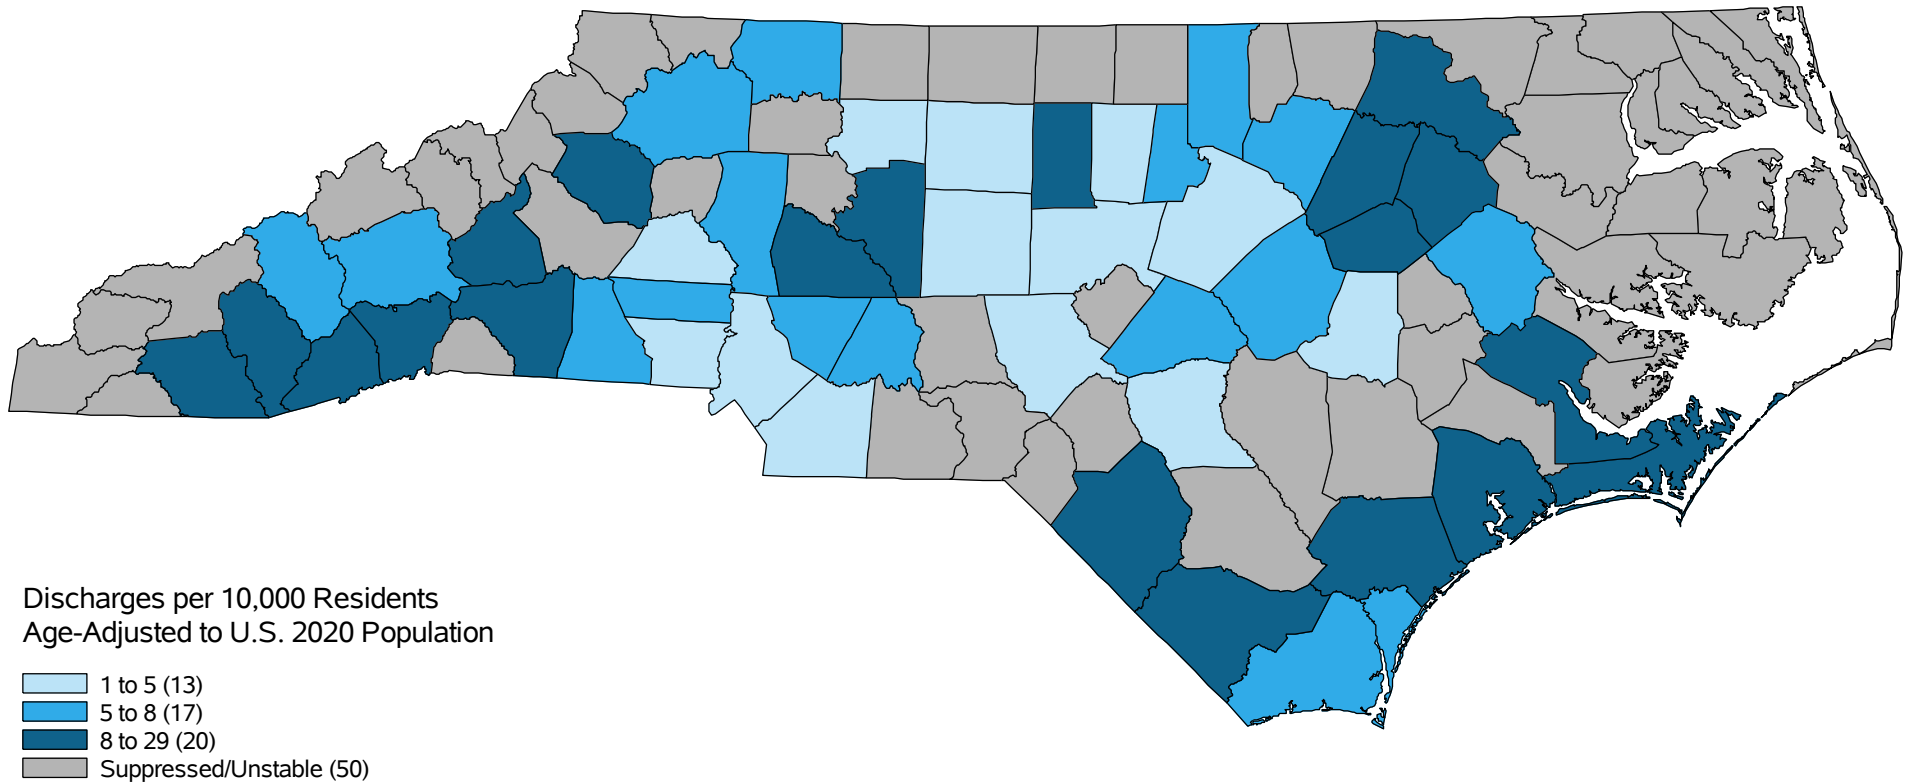 Discharges per 10,000 Residents
Age-Adjusted to U.S. 2020 Population
1 to 5 (13)
5 to 8 (17)
8 to 29 (20)
Suppressed/Unstable (50)